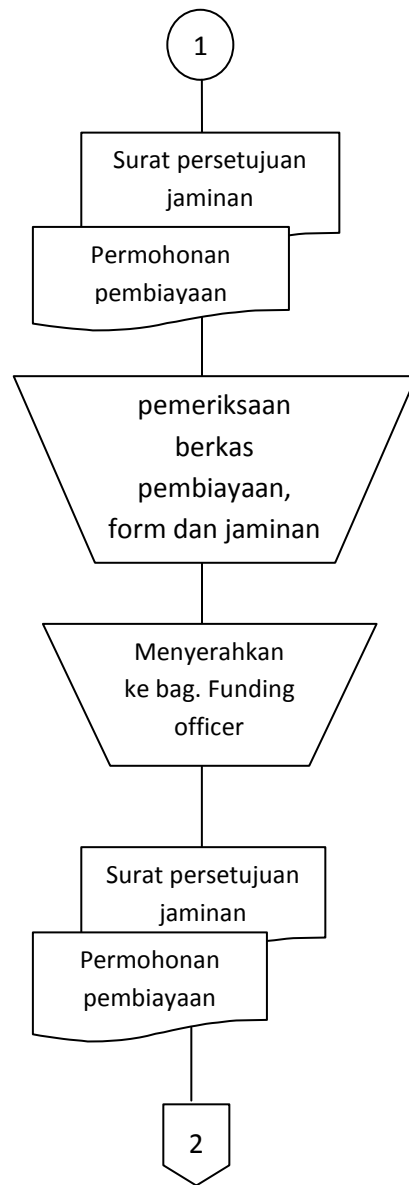 1
Surat persetujuan
jaminan
Permohonan
pembiayaan
pemeriksaan
berkas
pembiayaan,
form dan jaminan
Menyerahkan
ke bag. Funding
officer
Surat persetujuan
jaminan
Permohonan
pembiayaan
2